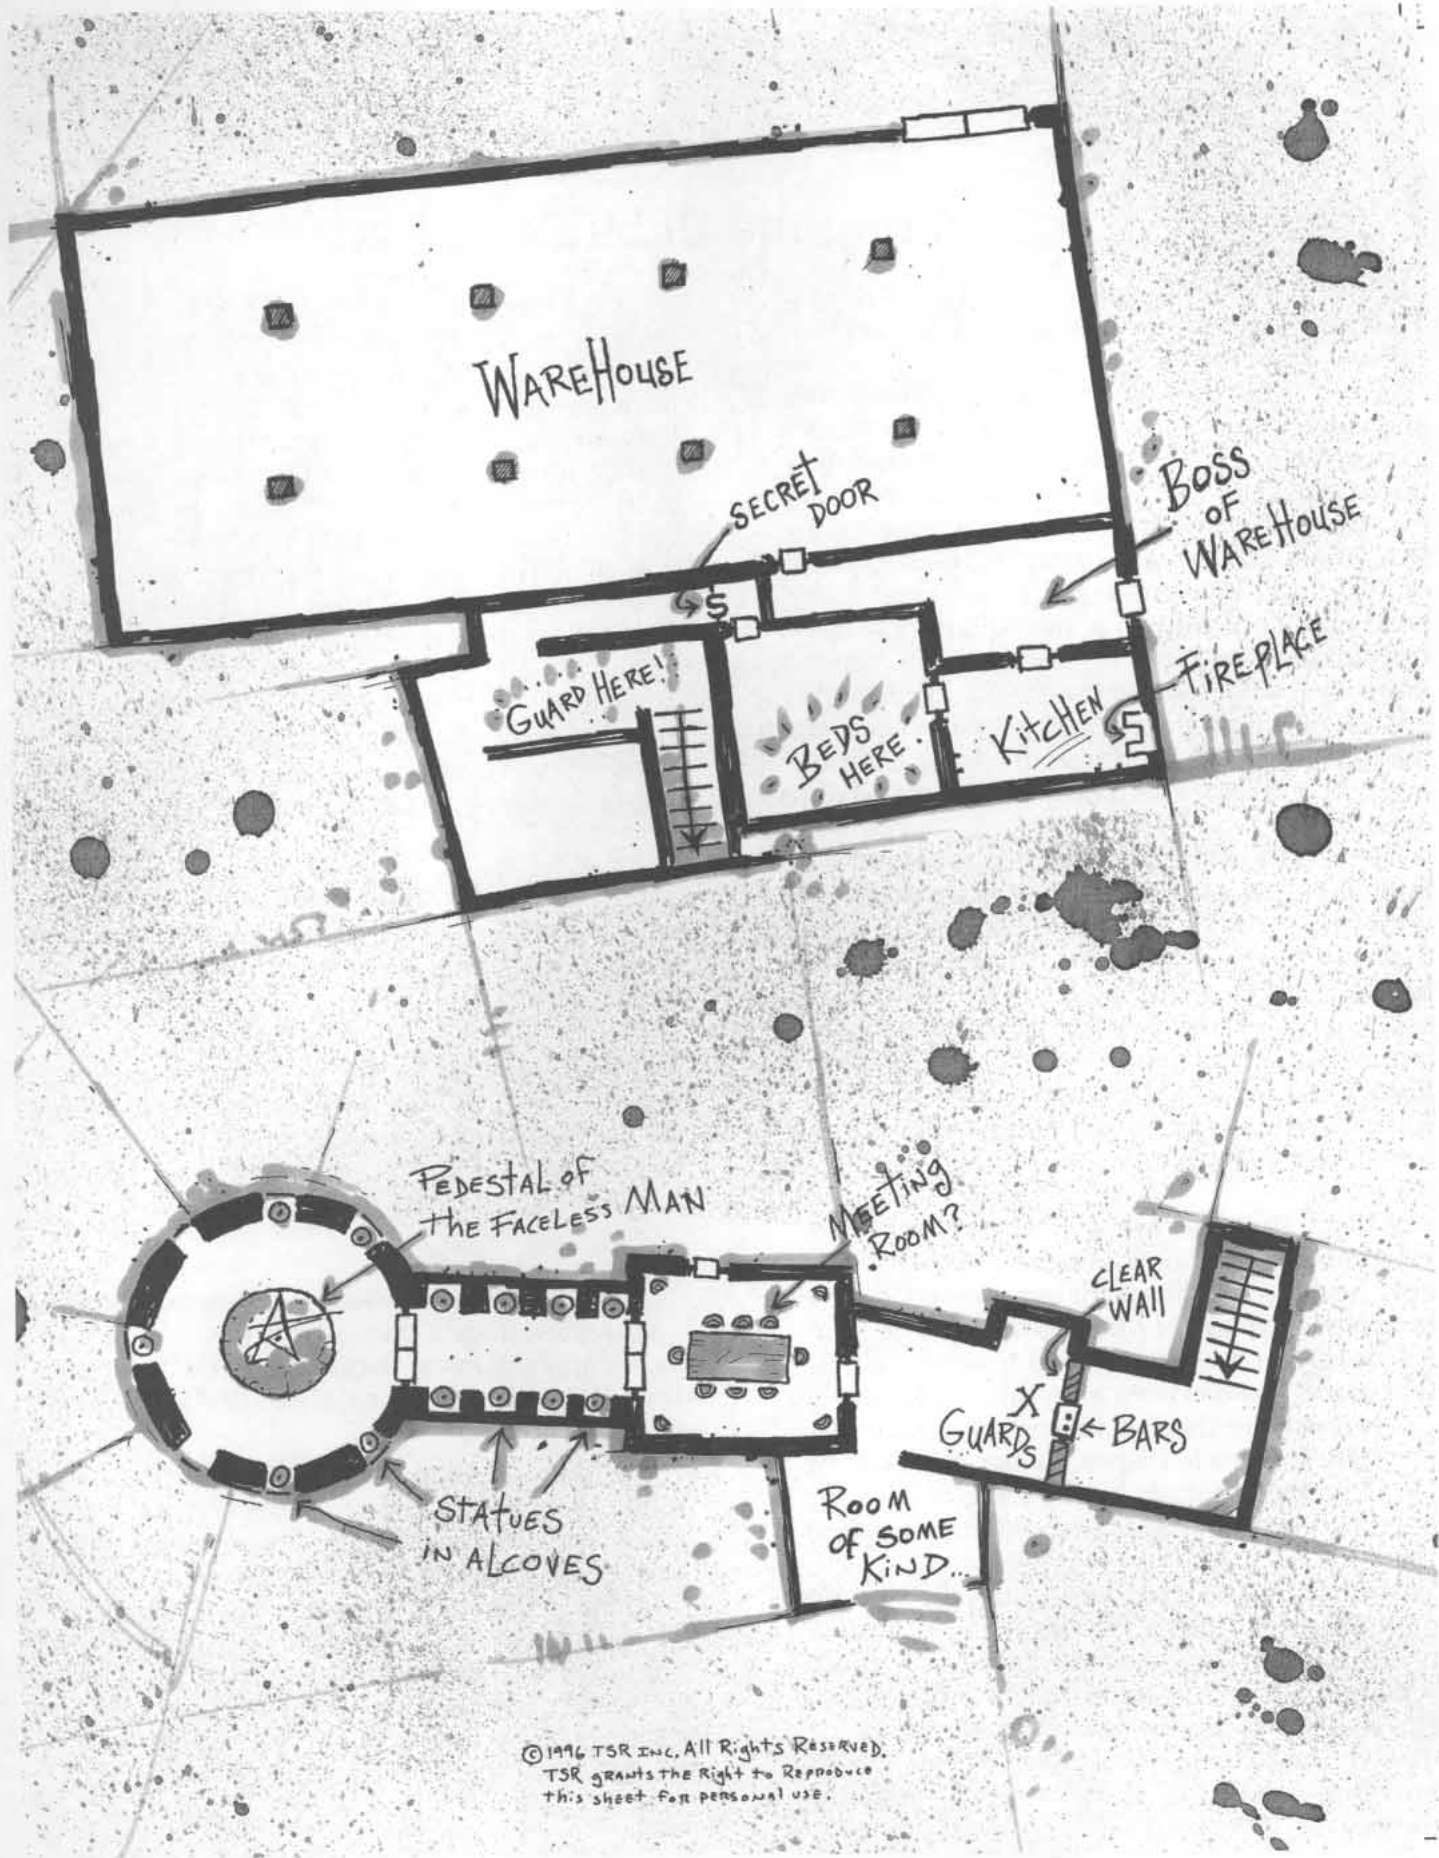 WAREHOUSE
SECRET
DOOR
BOSS
OF
WAREHOUSE
S
FIREPLACE
GUARD HERE!
BEDS
HERE
KITCHEN
PEDESTAL of
tHE FACELESS MAN
MEETING
ROOM?
CLEAR
WAll
X
GUARDS
BARS
STATUES
IN ALCOVES
ROOM
OF SOME
KIND...
©1996 TSR INC. All Rights RESERVED.
TSR gRANts the Right to REPRODUCE
this sheet FOR personal use.